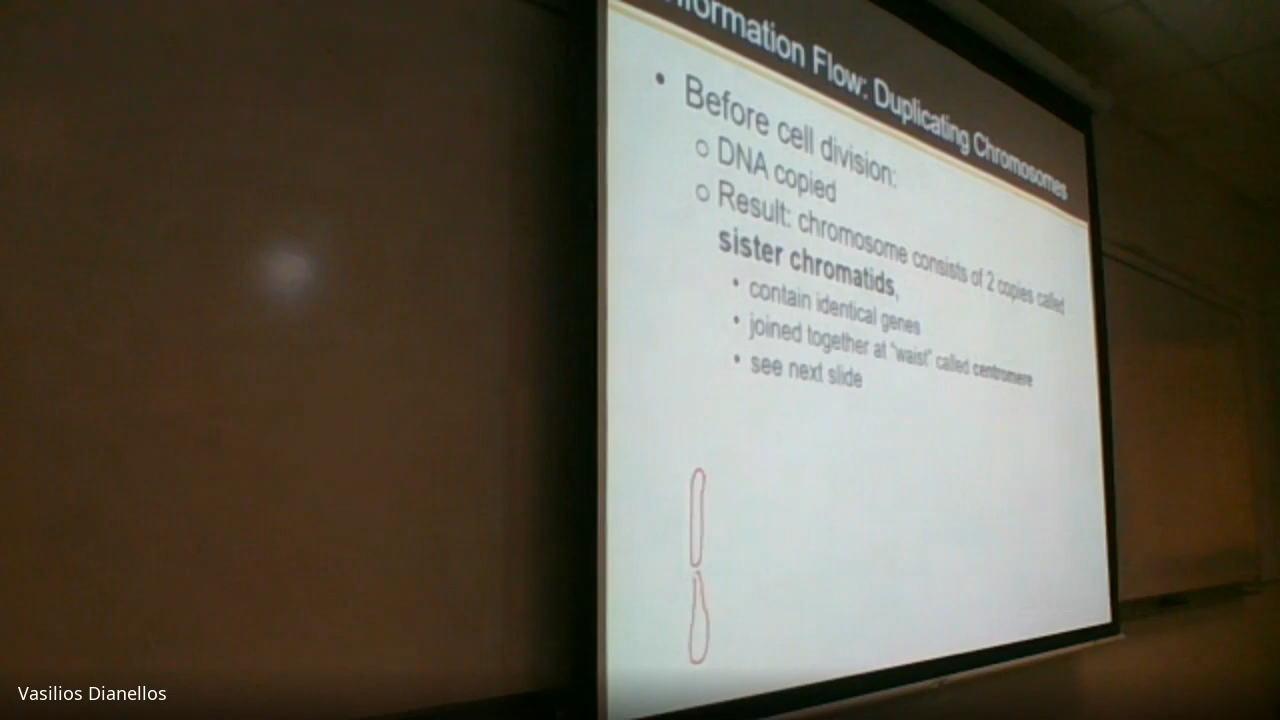 nformation Flow: Duplicating Chromosomes
• Before cell division:
o DNA copied
o Result: chromosome consists of 2 copies called
sister chromatids,
• contain identical genes
• joined together at "waist" called centromere
• see next slide
Vasilios Dianellos